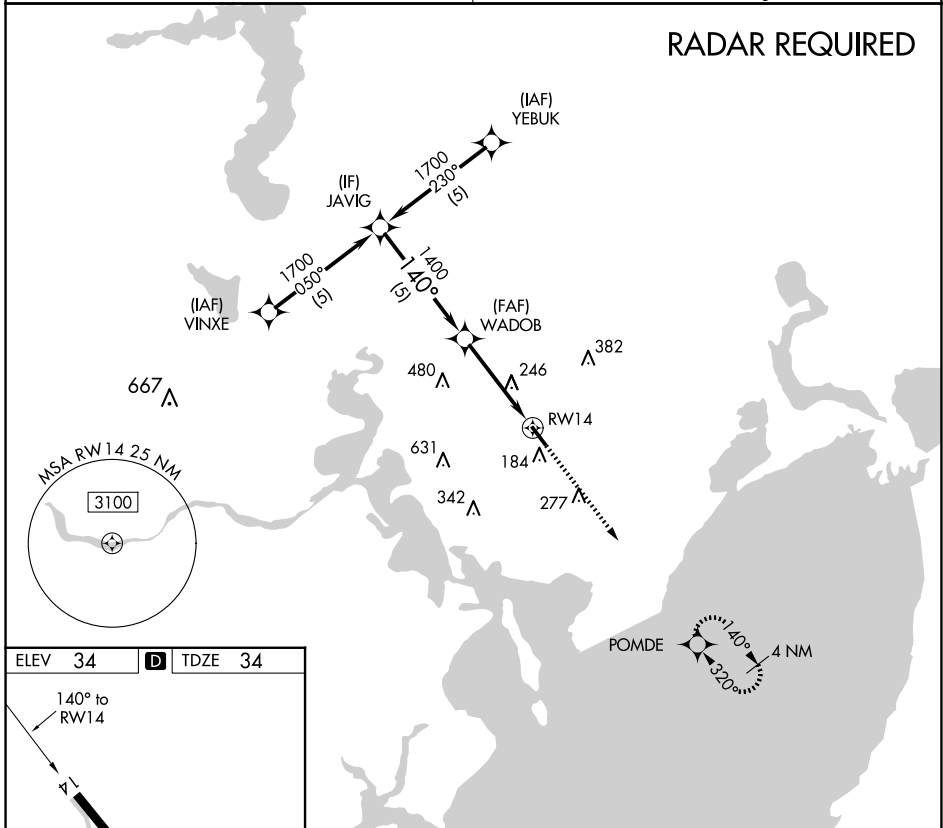 RADAR REQUIRED
(IAF)
YEBUK
1700
230°
(5)
(IF)
JAVIG
1700
050°
(5)
1400
140°
(5)
(IAF)
VINXE
(FAF)
WADOB
382
480
246
667
RW14
MSA RW14 25 NM
631
184
3100
342
277
POMDE
140°
4 NM
320°
ELEV 34 D TDZE 34
140° to
RW14
14